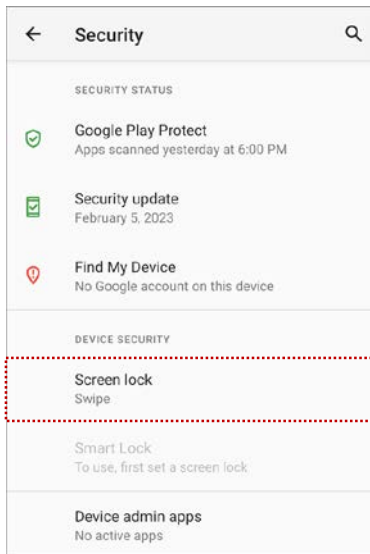 Security
SECURITY STATUS
Google Play Protect
Apps scanned yesterday at 6:00 PM
Security update
February 5, 2023
Find My Device
No Google account on this device
DEVICE SECURITY
Screen lock
Swipe
Smart Lock
To use, first set a screen lock
Device admin apps
No active apps